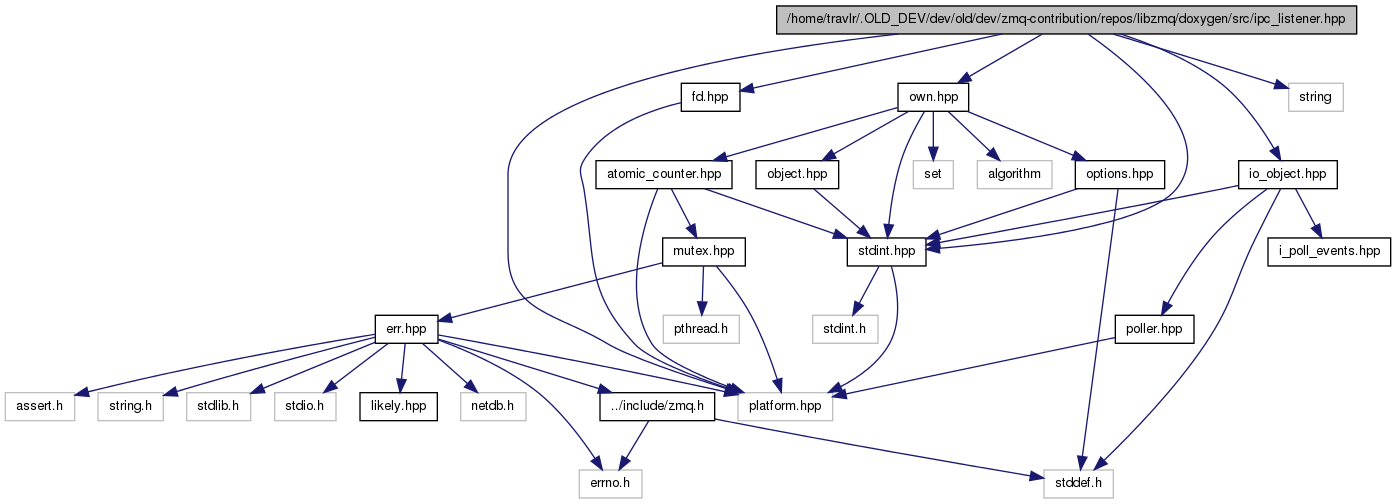 /home/travlr/.OLD_DEV/dev/old/dev/zmq-contribution/repos/libzmq/doxygen/src/ipc_listener.hpp
fd.hpp
own.hpp
string
atomic_counter.hpp
object.hpp
set
algorithm
options.hpp
io_object.hpp
mutex.hpp
stdint.hpp
i_poll_events.hpp
err.hpp
pthread.h
stdint.h
poller.hpp
assert.h
string.h
stdlib.h
stdio.h
likely.hpp
netdb.h
../include/zmq.h
platform.hpp
errno.h
stddef.h